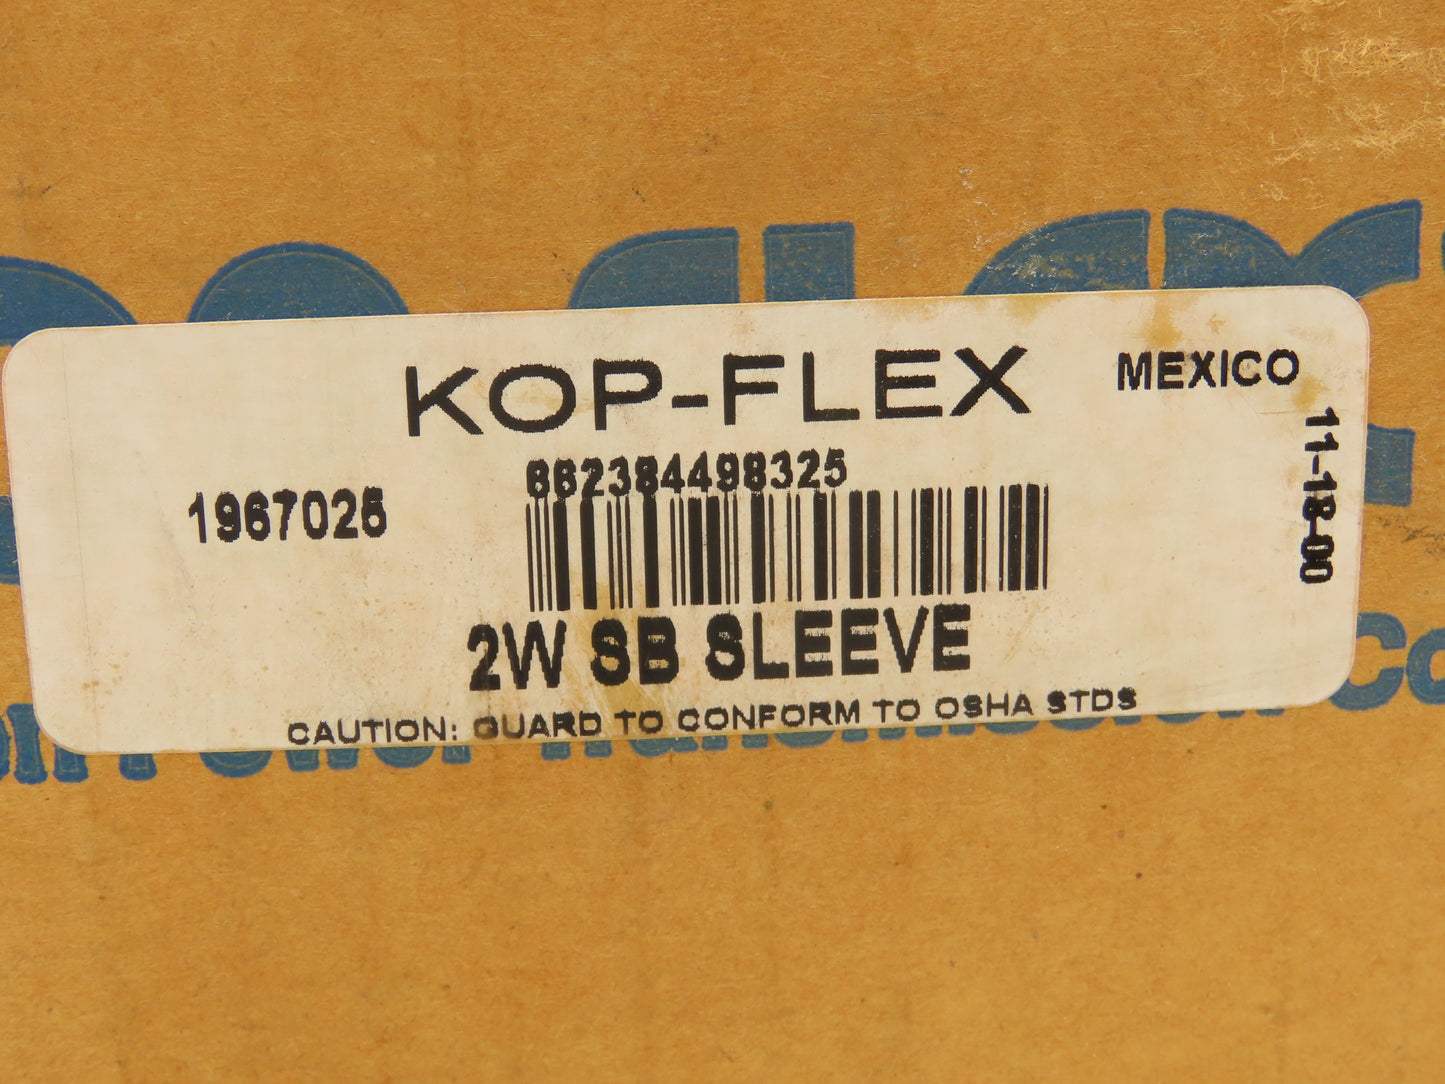 KOP-FLEX
MEXICO
11-18-00
662384498325
1967025
2W SB SLEEVE
CAUTION: GUARD TO CONFORM TO OSHA STDS